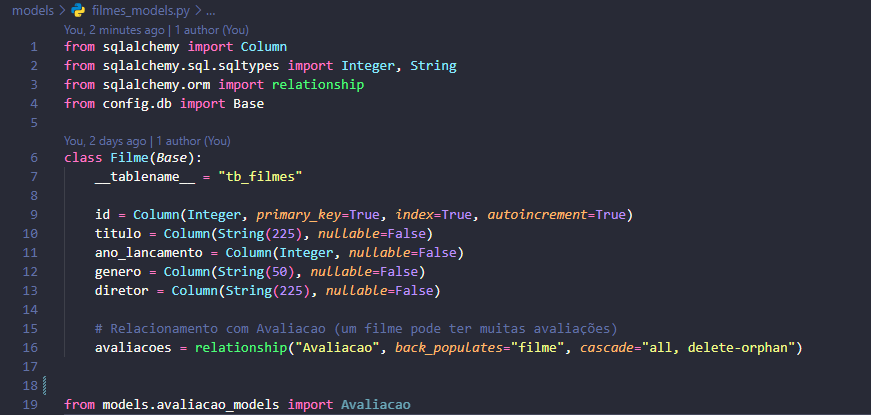 models > filmes_models.py > ...
You, 2 minutes ago | 1 author (You)
1 from sqlalchemy import Column
2 from sqlalchemy.sql.sqltypes import Integer, String
3 from sqlalchemy.orm import relationship
4 from config.db import Base
5
You, 2 days ago | 1 author (You)
6 class Filme(Base):
7     __tablename__ = "tb_filmes"
8
9     id = Column(Integer, primary_key=True, index=True, autoincrement=True)
10     titulo = Column(String(225), nullable=False)
11     ano_lancamento = Column(Integer, nullable=False)
12     genero = Column(String(50), nullable=False)
13     diretor = Column(String(225), nullable=False)
14
15     # Relacionamento com Avaliacao (um filme pode ter muitas avaliações)
16     avaliacoes = relationship("Avaliacao", back_populates="filme", cascade="all, delete-orphan")
17
18
19 from models.avaliacao_models import Avaliacao